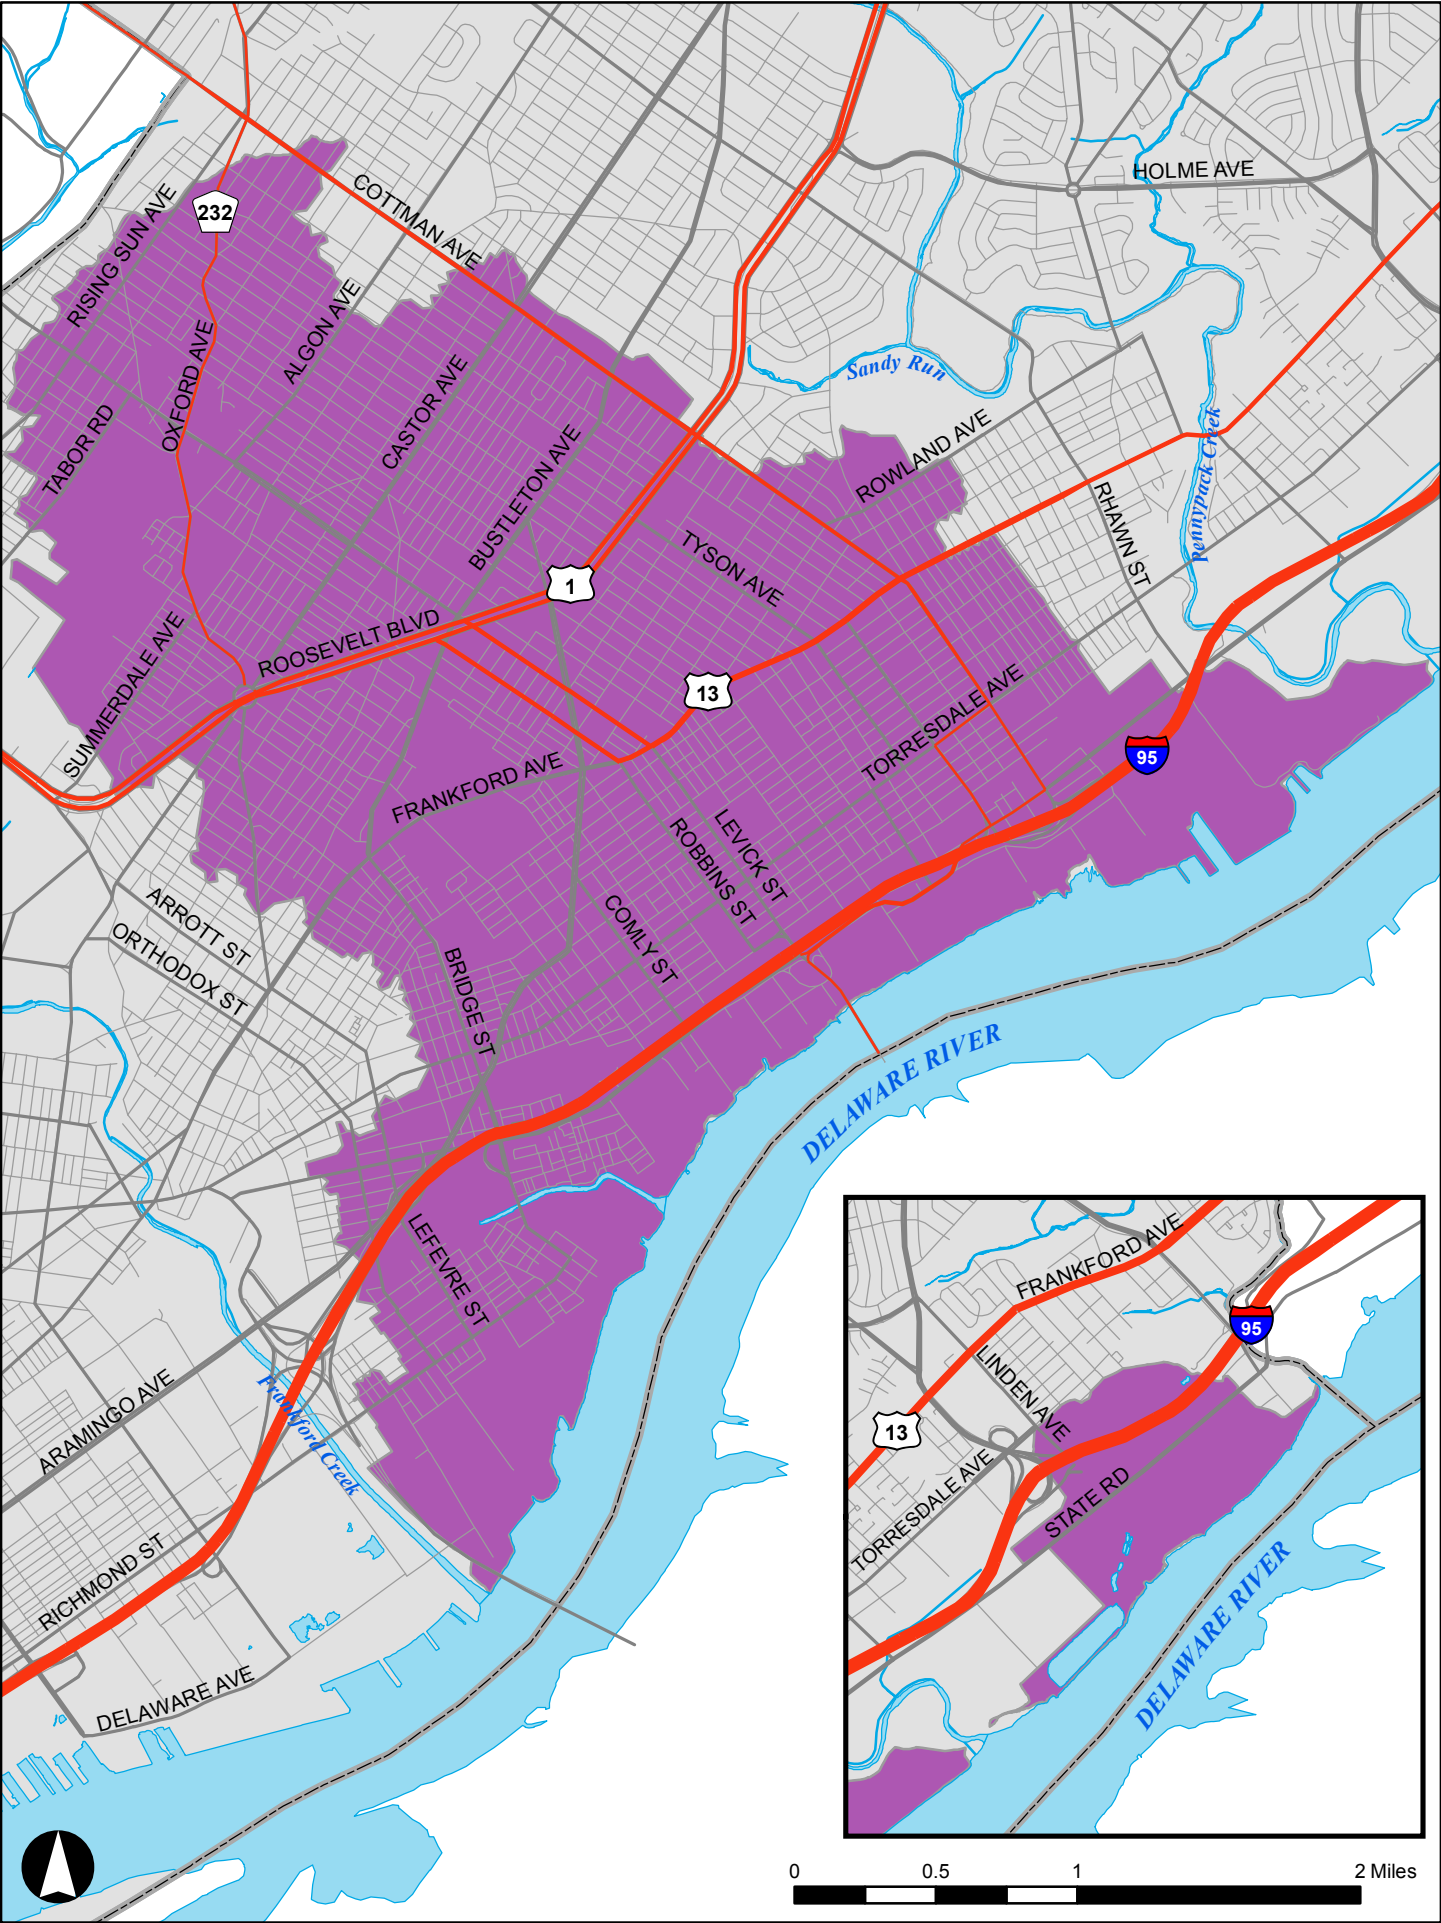 HOLME AVE
RISING SUN AVE
232
COTTMAN AVE
ALGON AVE
OXFORD AVE
CASTOR AVE
Sandy Run
TABOR RD
BUSTLETON AVE
ROWLAND AVE
Pennypack Creek
RHAWN ST
TYSON AVE
1
ROOSEVELT BLVD
SUMMERDALE AVE
13
TORRESDALE AVE
95
FRANKFORD AVE
LEVICK ST
ROBBINS ST
ARROTT ST
ORTHODOX ST
COMLY ST
BRIDGE ST
DELAWARE RIVER
LEFEVRE ST
FRANKFORD AVE
95
LINDEN AVE
13
TORRESDALE AVE
STATE RD
DELAWARE RIVER
ARAMINGO AVE
Frankford Creek
RICHMOND ST
DELAWARE AVE
0 0.5 1 2 Miles